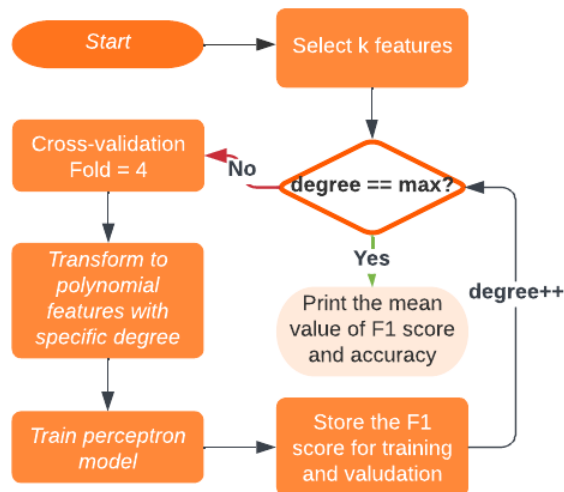 Start
Select k features
Cross-validation
Fold = 4
No
degree == max?
Yes
degree++
Transform to
polynomial
features with
specific degree
Print the mean
value of F1 score
and accuracy
Train perceptron
model
Store the F1
score for training
and valudation